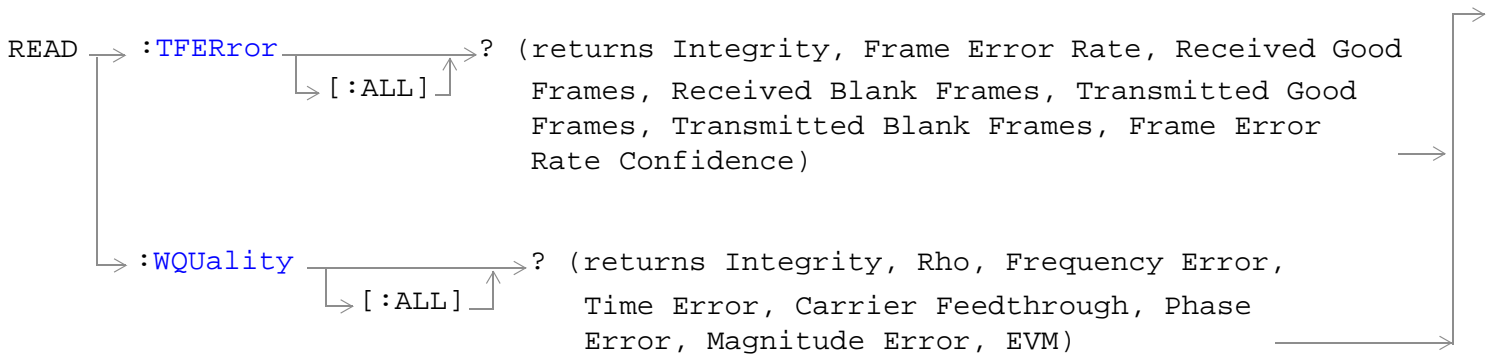 READ :TFERror ? (returns Integrity, Frame Error Rate, Received Good
[:ALL] Frames, Received Blank Frames, Transmitted Good
Frames, Transmitted Blank Frames, Frame Error
Rate Confidence)
:WQUality ? (returns Integrity, Rho, Frequency Error,
[:ALL] Time Error, Carrier Feedthrough, Phase
Error, Magnitude Error, EVM)